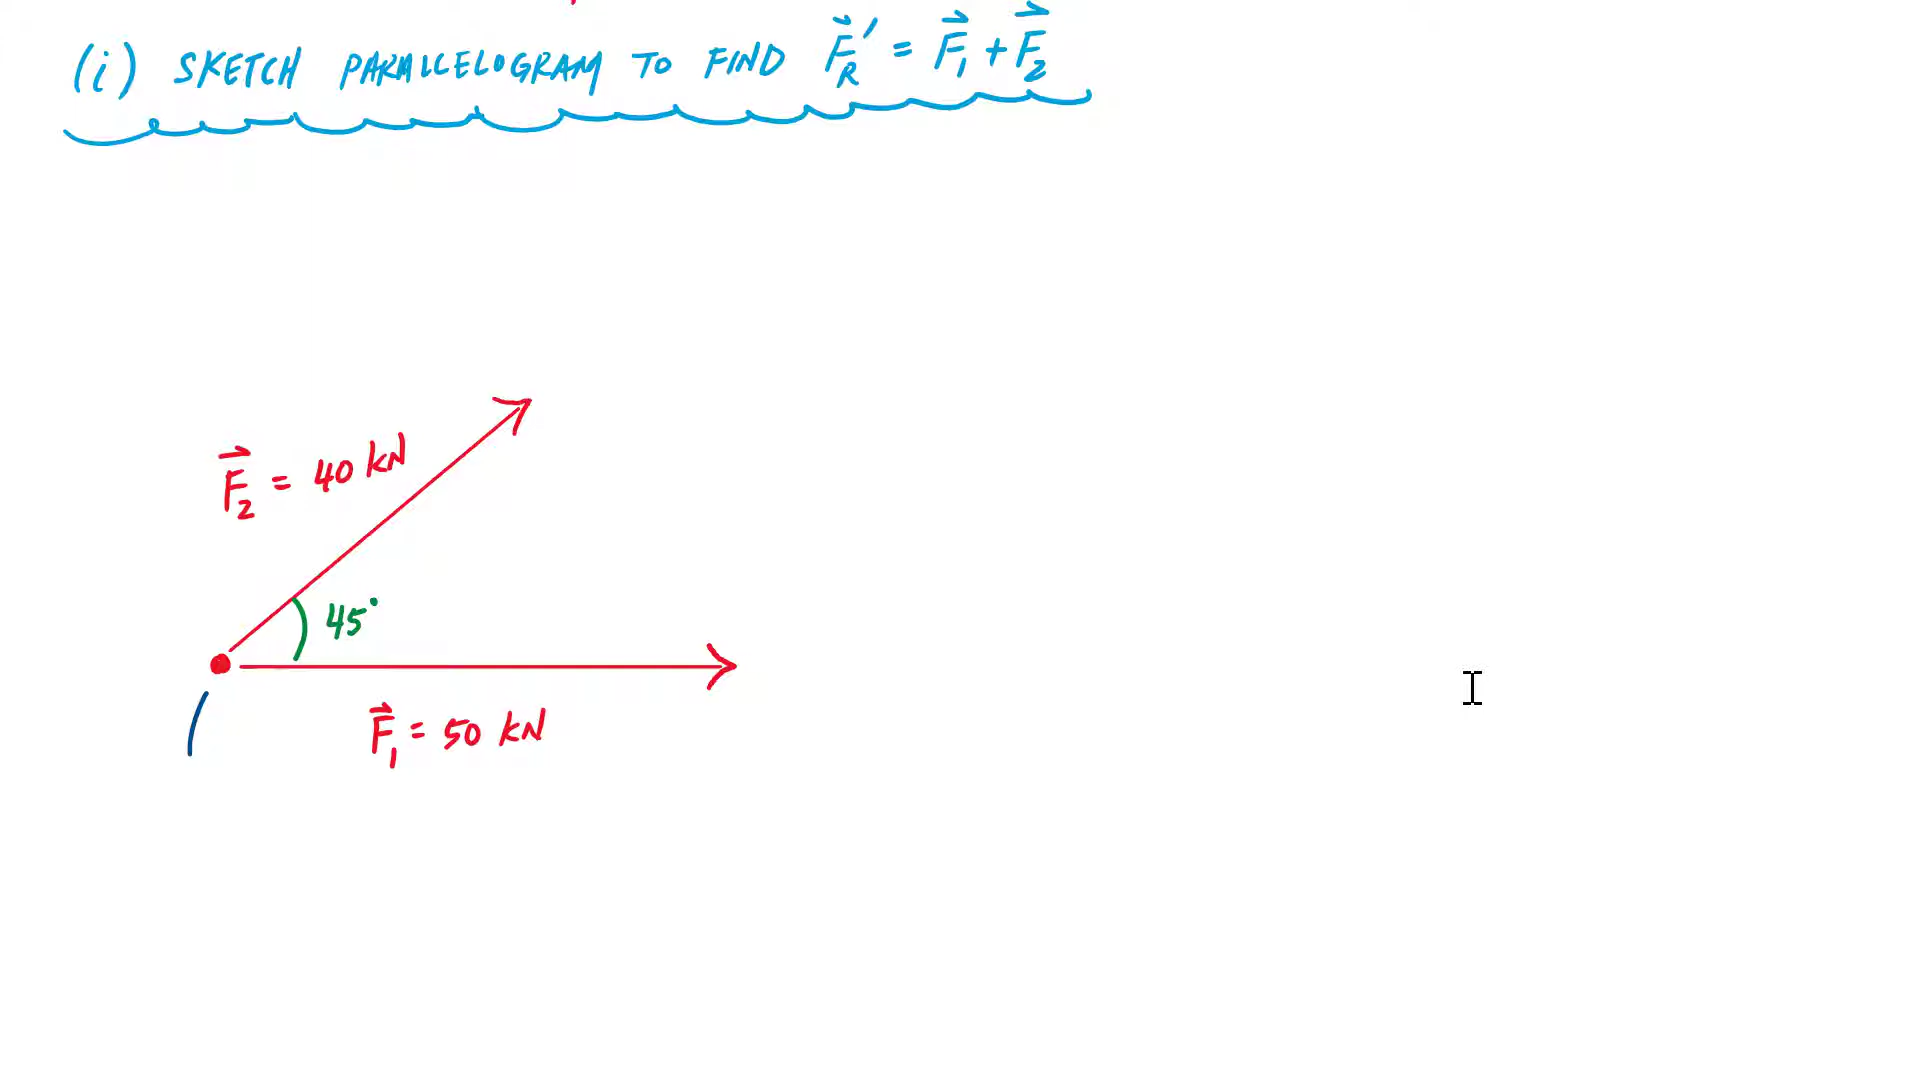 (i) SKETCH PARALLELOGRAM TO FIND F⃗R′ = F⃗1 + F⃗2
F⃗2 = 40 kN
45°
F⃗1 = 50 kN